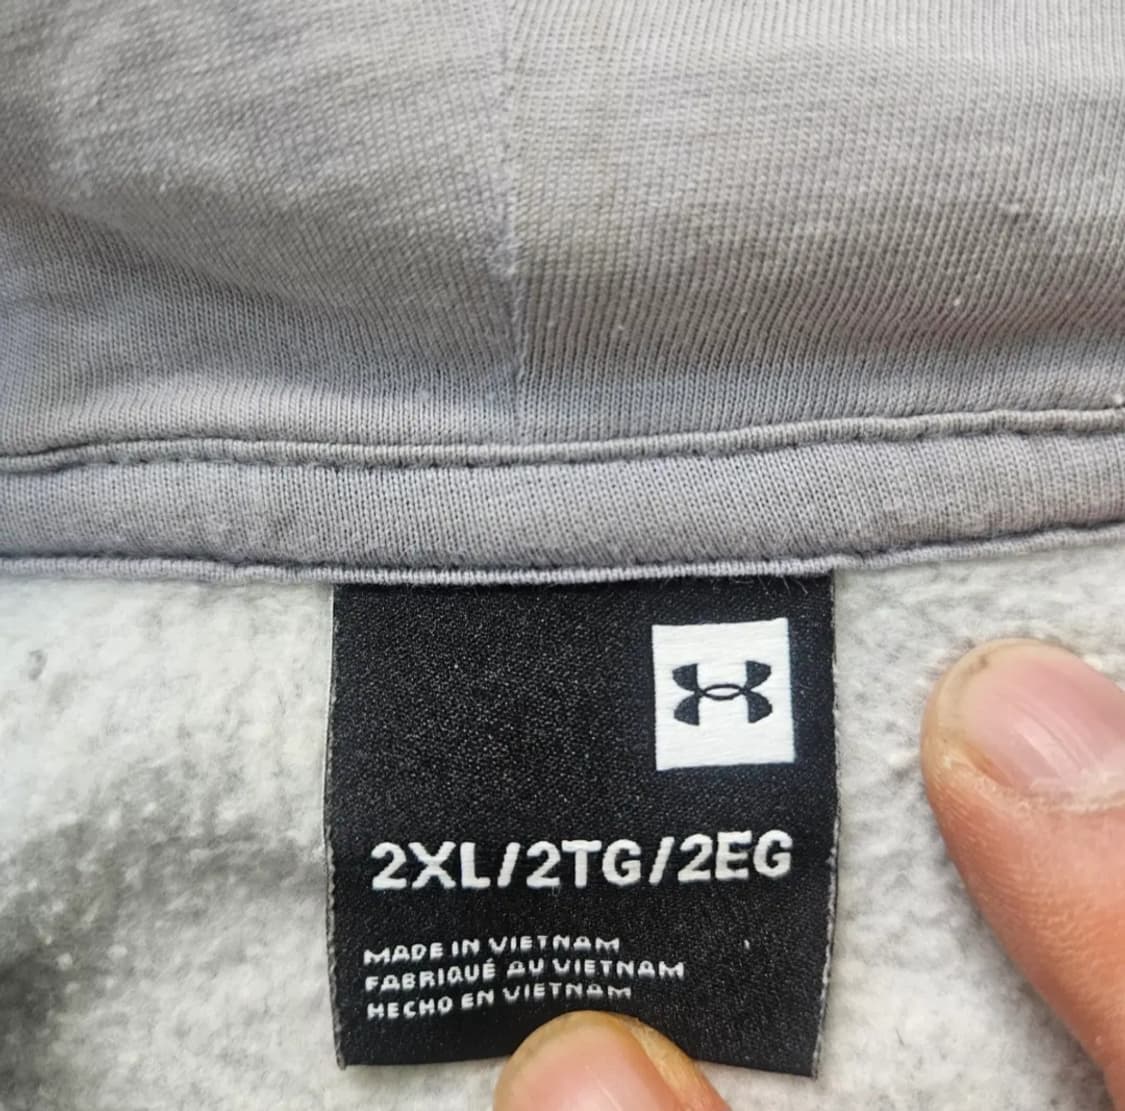 2XL/2TG/2EG
MADE IN VIETNAM
FABRIQUÉ AU VIETNAM
HECHO EN VIETNAM